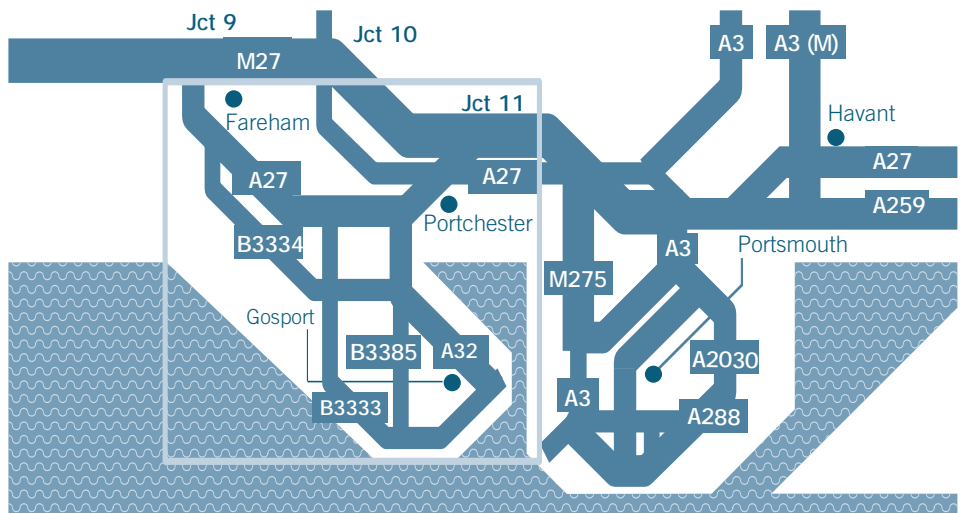 Jct 9
Jct 10
A3
A3 (M)
M27
Jct 11
Havant
Fareham
A27
A27
A27
A259
Portchester
B3334
A3
Portsmouth
M275
Gosport
B3385
A32
A2030
A3
B3333
A288